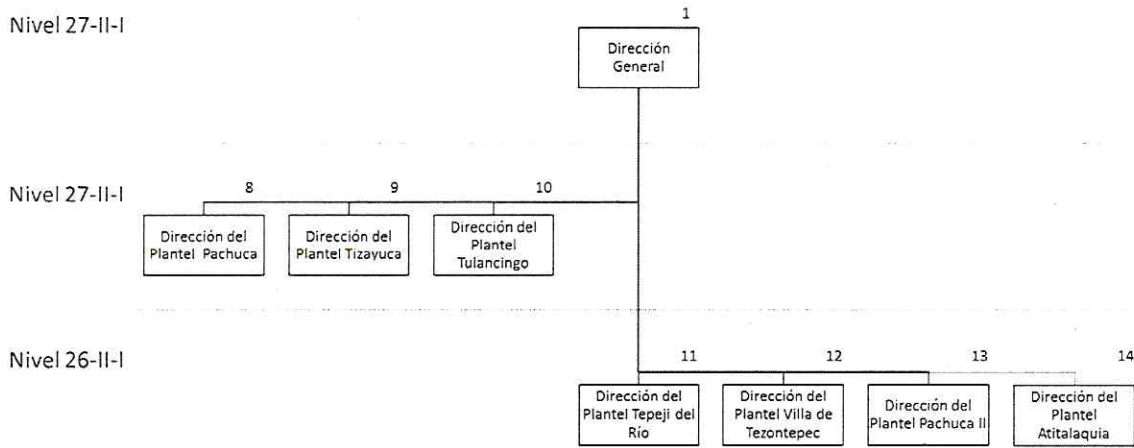 Nivel 27-II-I
1
Dirección
General
Nivel 27-II-I
8
9
10
Dirección del
Plantel Pachuca
Dirección del
Plantel Tizayuca
Dirección del
Plantel
Tulancingo
Nivel 26-II-I
11
12
13
14
Dirección del
Plantel Tepeji del
Río
Dirección del
Plantel Villa de
Tezontepec
Dirección del
Plantel Pachuca II
Dirección del
Plantel
Atitalaquia